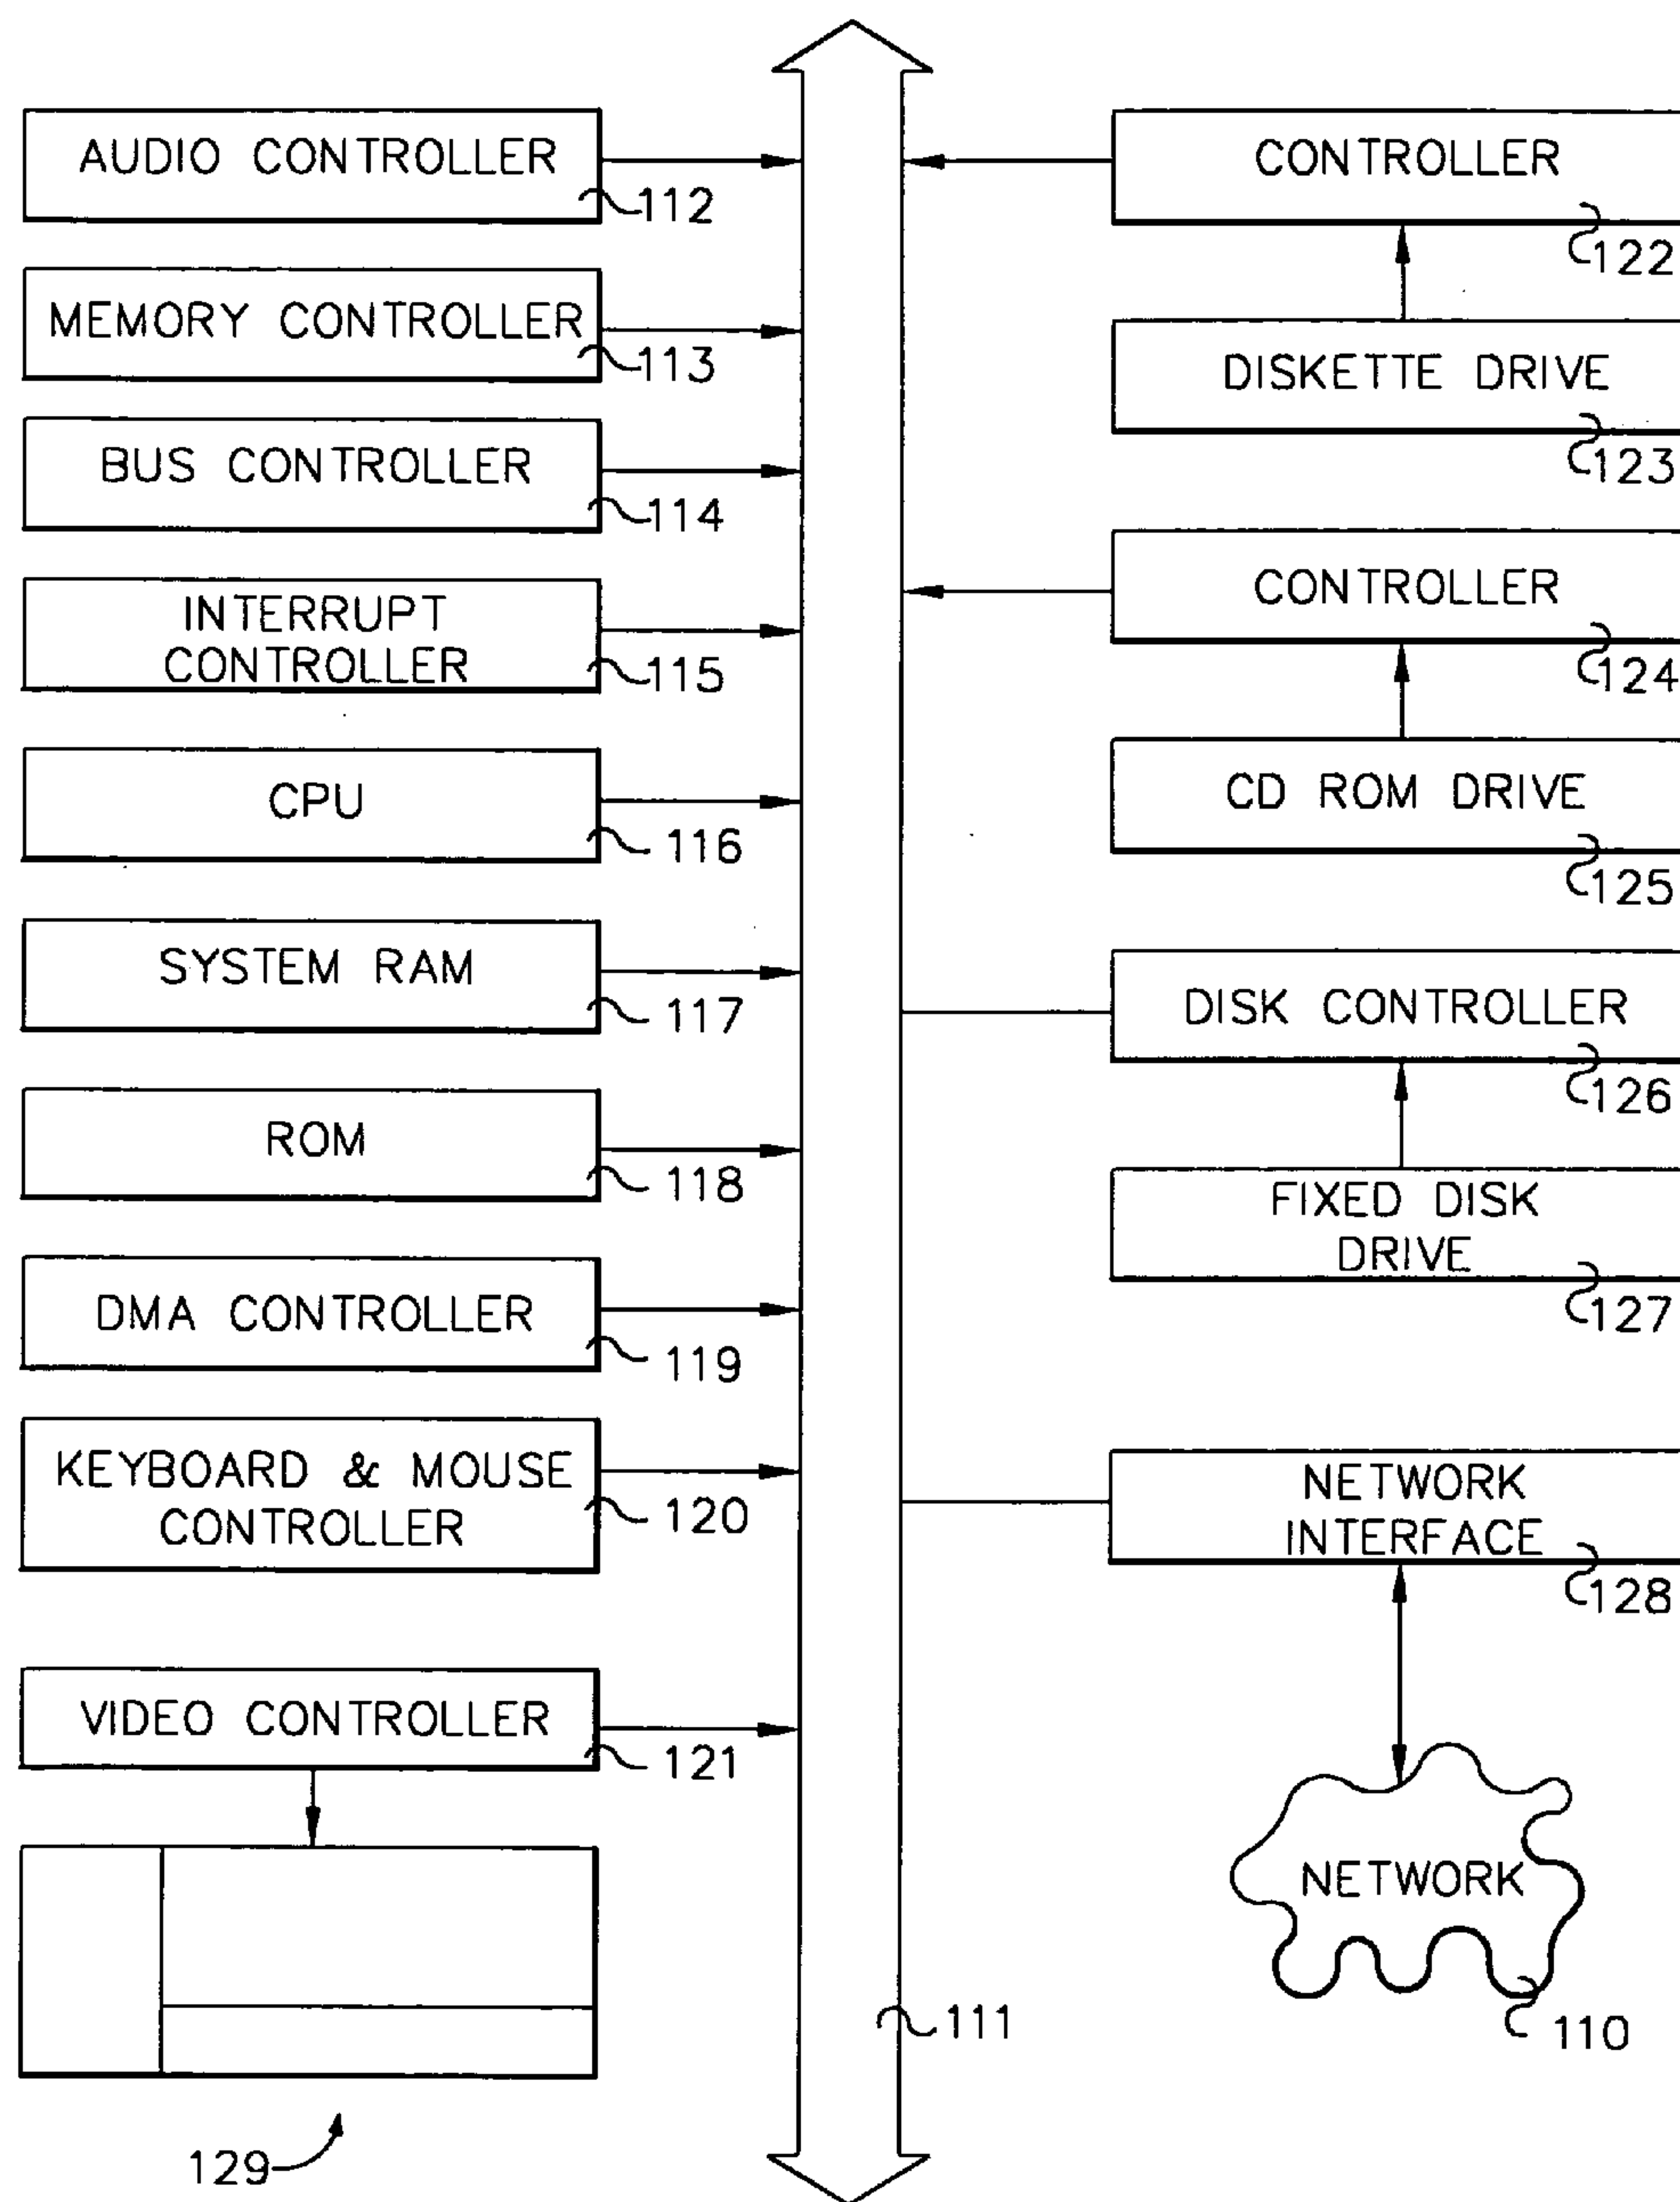 AUDIO CONTROLLER
112
MEMORY CONTROLLER
113
BUS CONTROLLER
114
INTERRUPT
CONTROLLER
115
CPU
116
SYSTEM RAM
117
ROM
118
DMA CONTROLLER
119
KEYBOARD & MOUSE
CONTROLLER
120
VIDEO CONTROLLER
121
129
111
CONTROLLER
122
DISKETTE DRIVE
123
CONTROLLER
124
CD ROM DRIVE
125
DISK CONTROLLER
126
FIXED DISK
DRIVE
127
NETWORK
INTERFACE
128
NETWORK
110